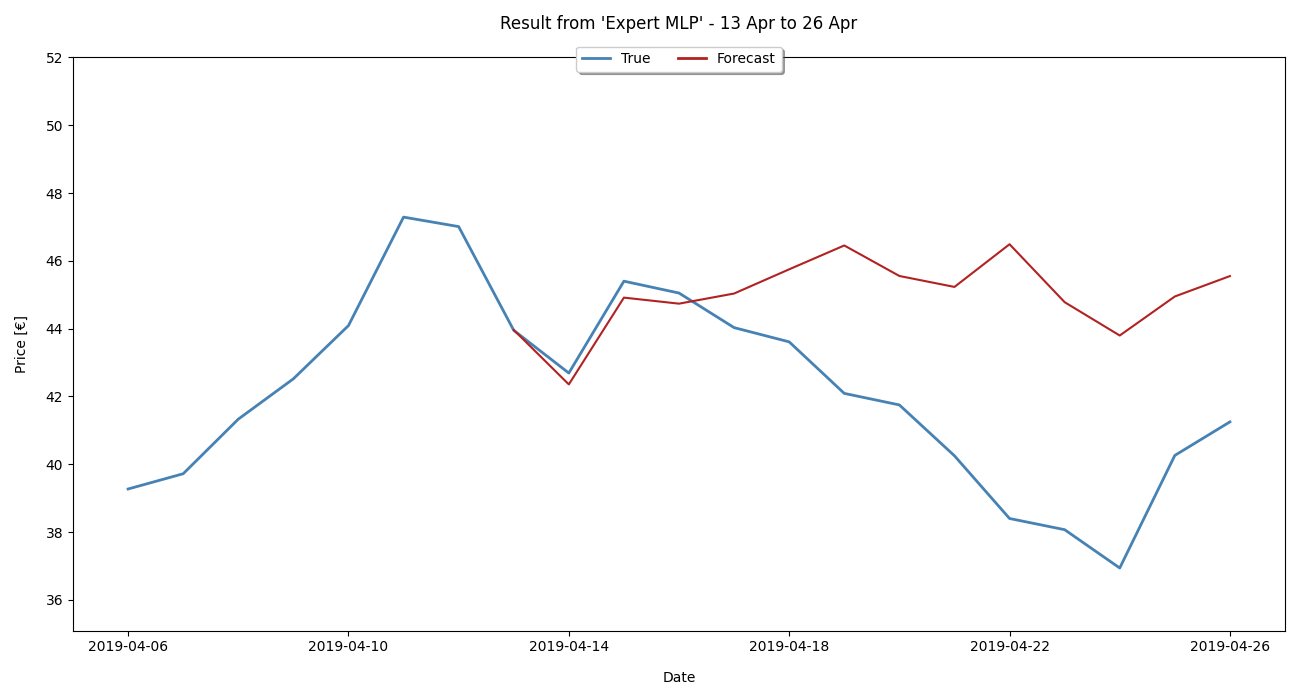 Result from 'Expert MLP' - 13 Apr to 26 Apr
True Forecast
52
50
48
46
44
42
40
38
36
Price [€]
2019-04-06 2019-04-10 2019-04-14 2019-04-18 2019-04-22 2019-04-26
Date